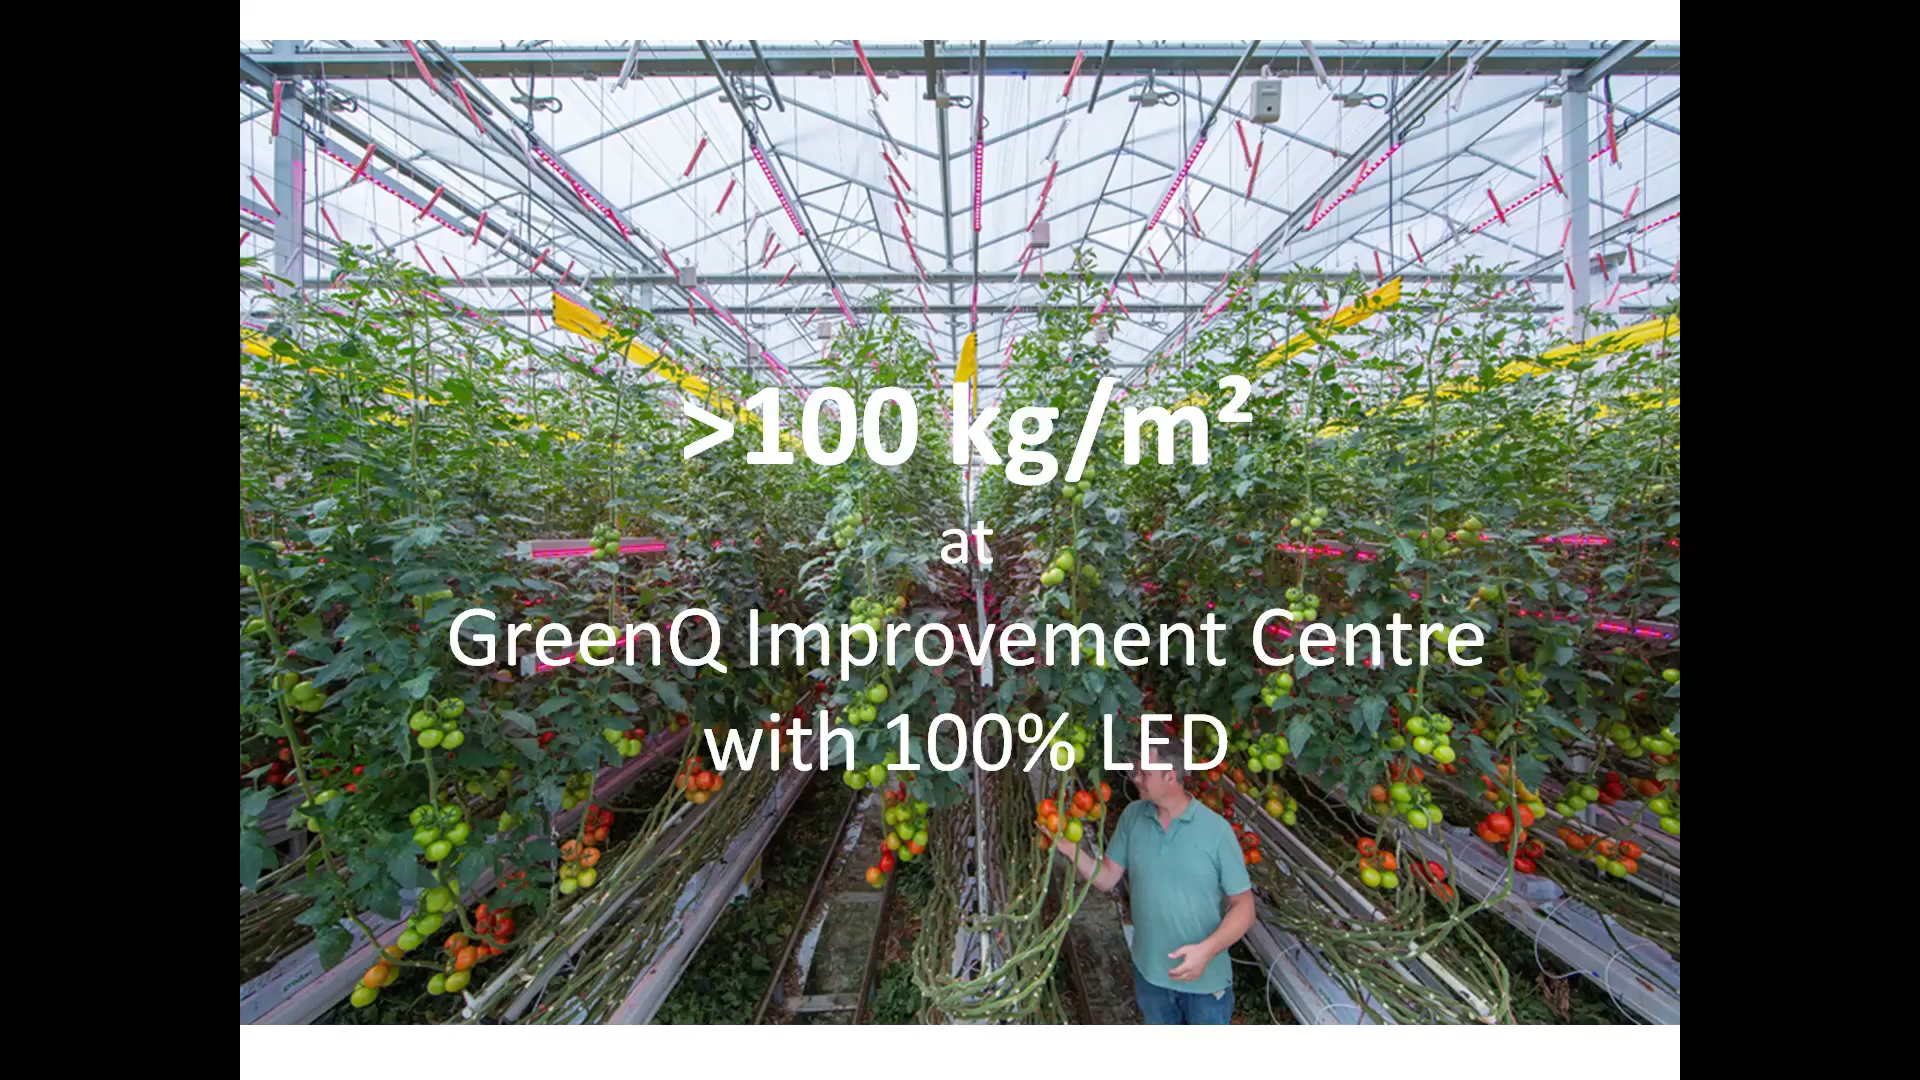 >100 kg/m²
at
GreenQ Improvement Centre
with 100% LED